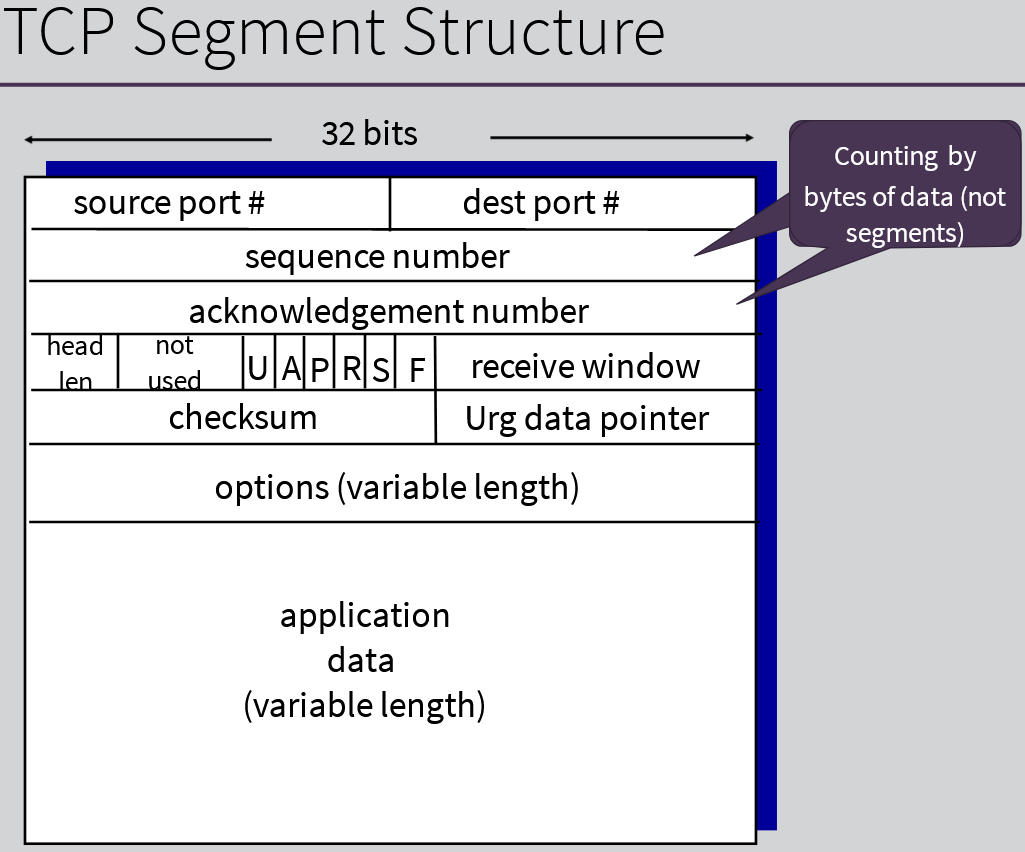 TCP Segment Structure
32 bits
Counting by
bytes of data (not
segments)
source port #
dest port #
sequence number
acknowledgement number
head
len
not
used
U
A
P
R
S
F
receive window
checksum
Urg data pointer
options (variable length)
application
data
(variable length)